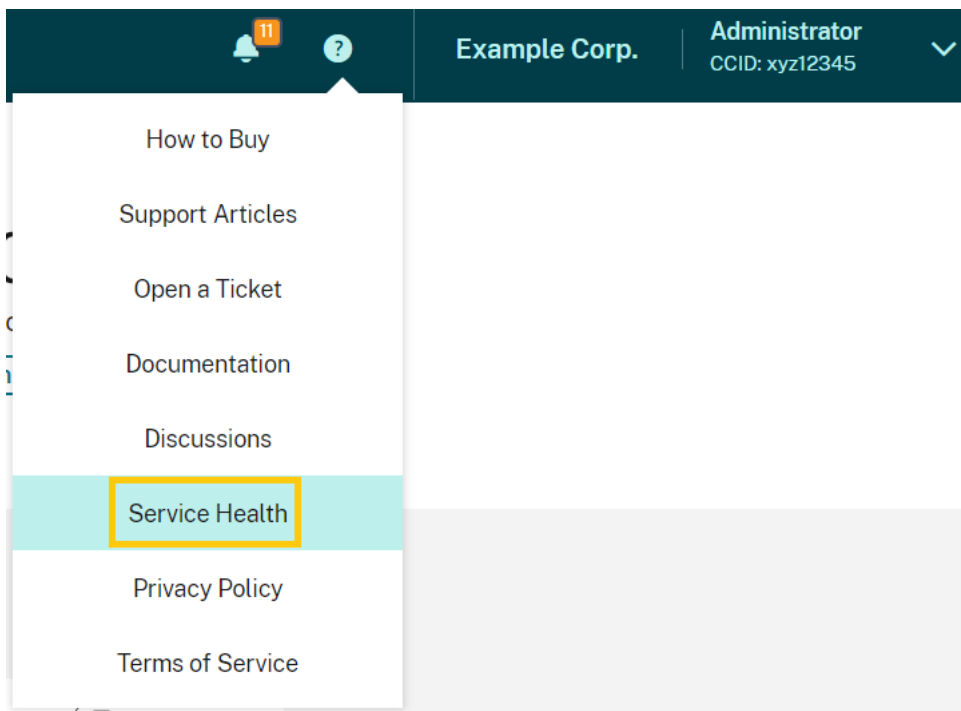 11
?
Example Corp.
Administrator
CCID: xyz12345
How to Buy
Support Articles
Open a Ticket
Documentation
Discussions
Service Health
Privacy Policy
Terms of Service